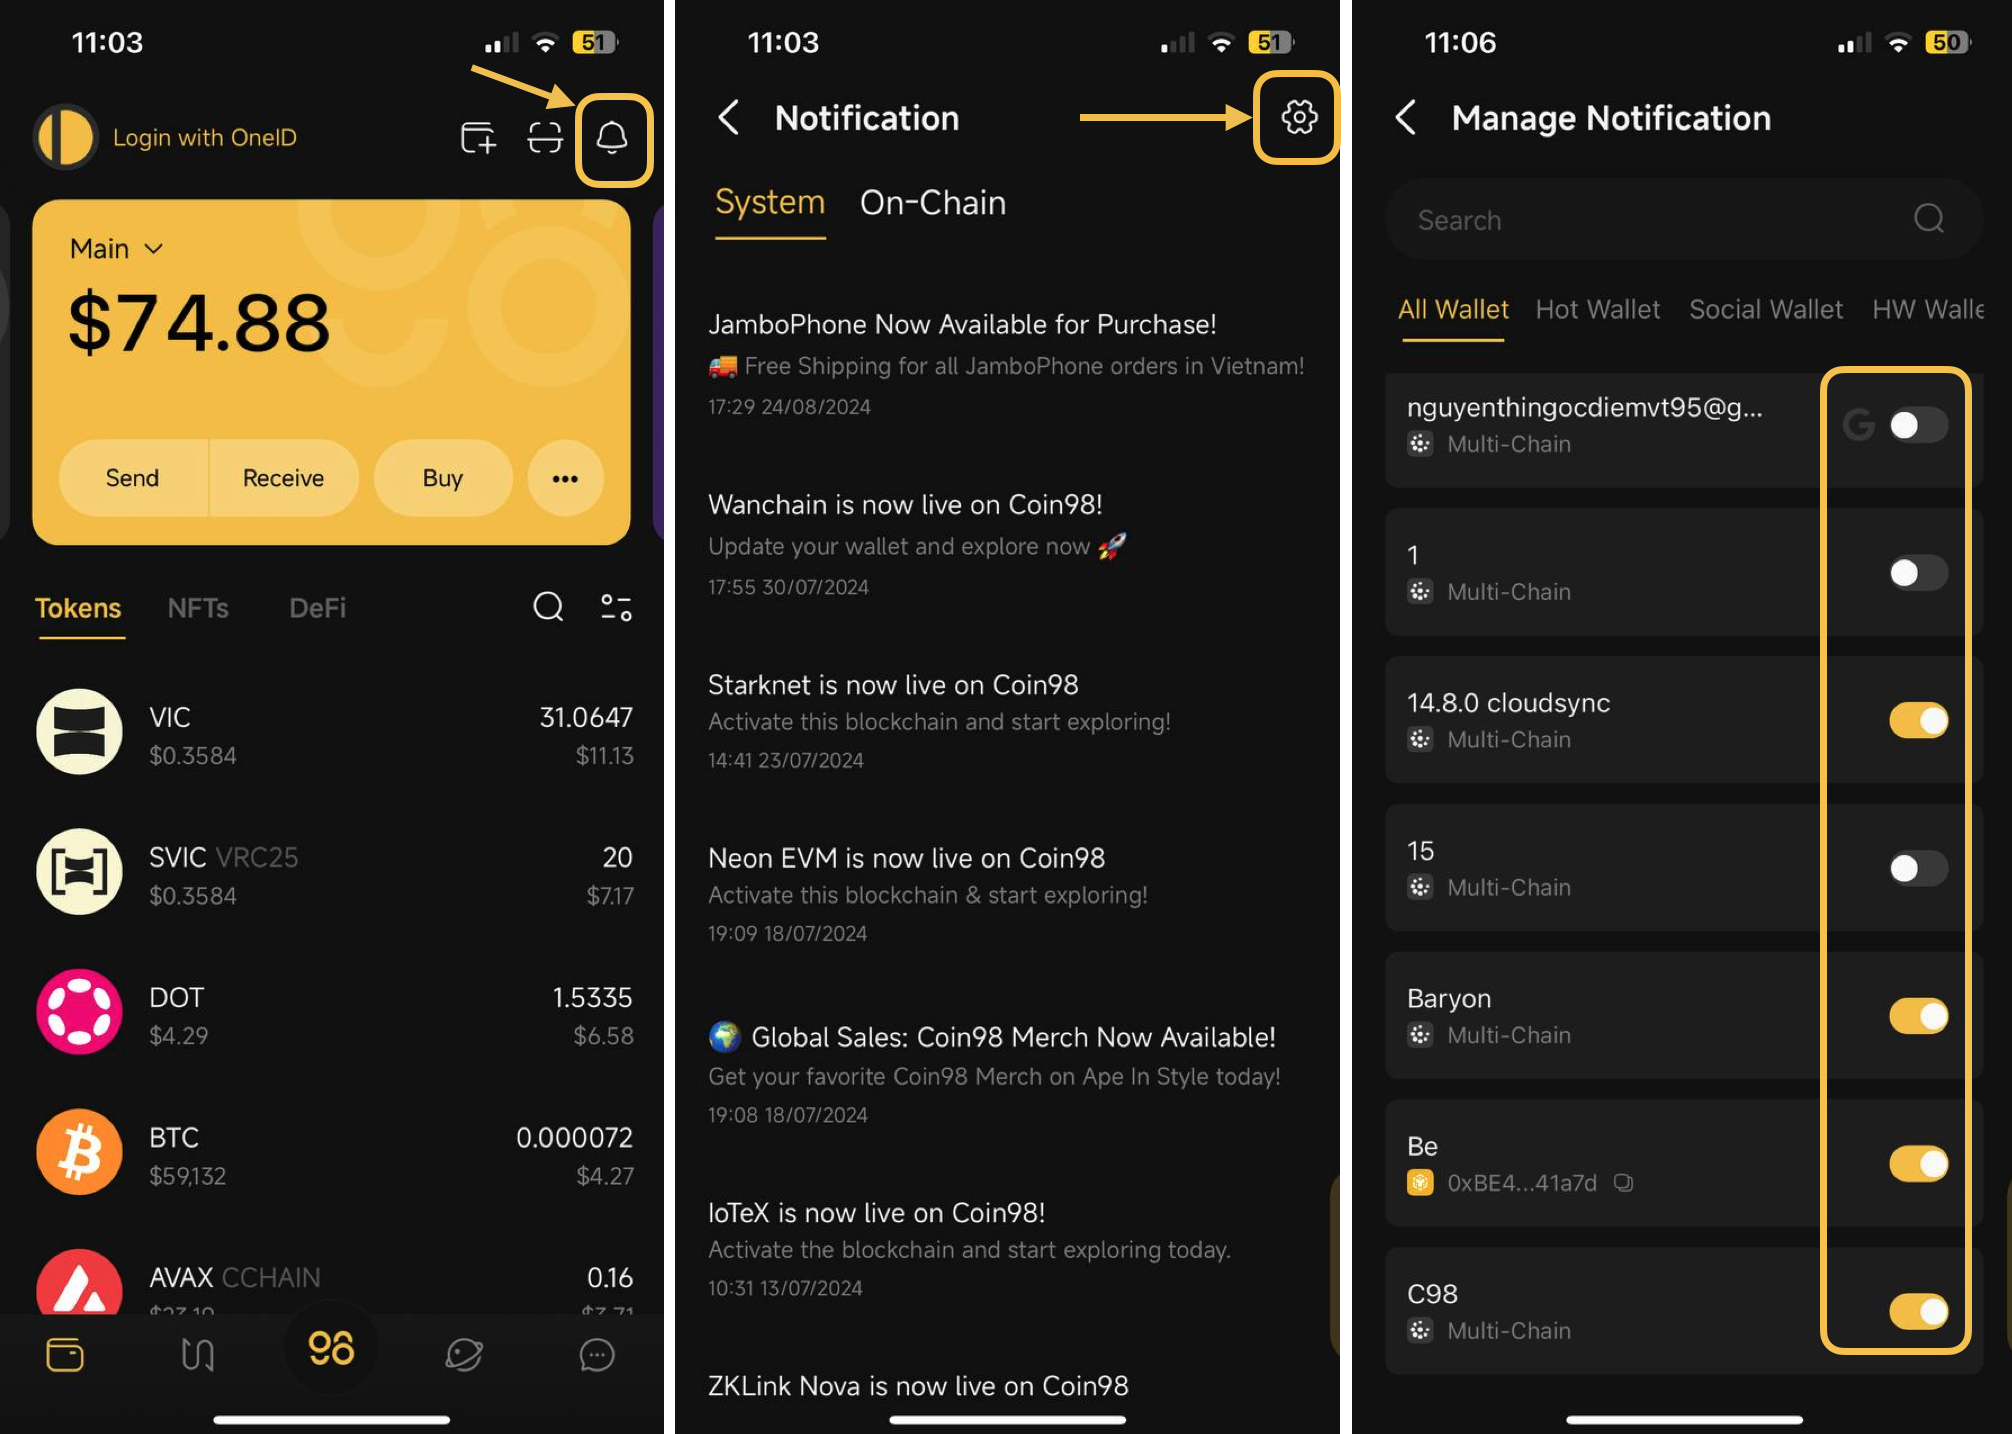 11:03
51
Login with OneID
Main
$74.88
Send
Receive
Buy
Tokens
NFTs
DeFi
VIC
31.0647
$0.3584
$11.13
SVIC VRC25
20
$0.3584
$7.17
DOT
1.5335
$4.29
$6.58
BTC
0.000072
$59,132
$4.27
AVAX CCHAIN
0.16
98
11:03
51
Notification
System
On-Chain
JamboPhone Now Available for Purchase!
🚚 Free Shipping for all JamboPhone orders in Vietnam!
17:29 24/08/2024
Wanchain is now live on Coin98!
Update your wallet and explore now 🚀
17:55 30/07/2024
Starknet is now live on Coin98
Activate this blockchain and start exploring!
14:41 23/07/2024
Neon EVM is now live on Coin98
Activate this blockchain & start exploring!
19:09 18/07/2024
🌍 Global Sales: Coin98 Merch Now Available!
Get your favorite Coin98 Merch on Ape In Style today!
19:08 18/07/2024
IoTeX is now live on Coin98!
Activate the blockchain and start exploring today.
10:31 13/07/2024
ZKLink Nova is now live on Coin98
11:06
50
Manage Notification
Search
All Wallet
Hot Wallet
Social Wallet
HW Walle
nguyenthingocdiemvt95@g...
G
Multi-Chain
1
Multi-Chain
14.8.0 cloudsync
Multi-Chain
15
Multi-Chain
Baryon
Multi-Chain
Be
0xBE4...41a7d
C98
Multi-Chain